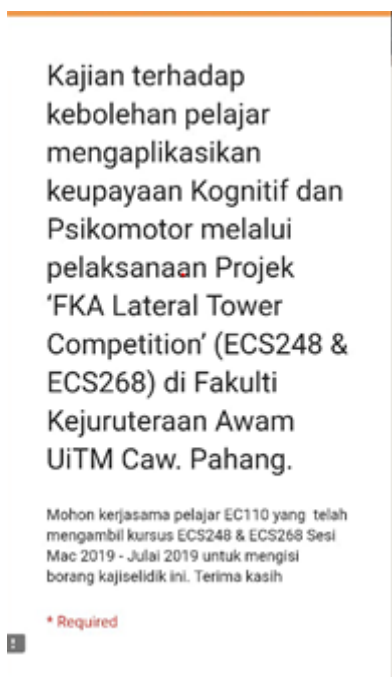 Kajian terhadap
kebolehan pelajar
mengaplikasikan
keupayaan Kognitif dan
Psikomotor melalui
pelaksanaan Projek
‘FKA Lateral Tower
Competition’ (ECS248 &
ECS268) di Fakulti
Kejuruteraan Awam
UiTM Caw. Pahang.
Mohon kerjasama pelajar EC110 yang telah
mengambil kursus ECS248 & ECS268 Sesi
Mac 2019 - Julai 2019 untuk mengisi
borang kajiselidik ini. Terima kasih
* Required